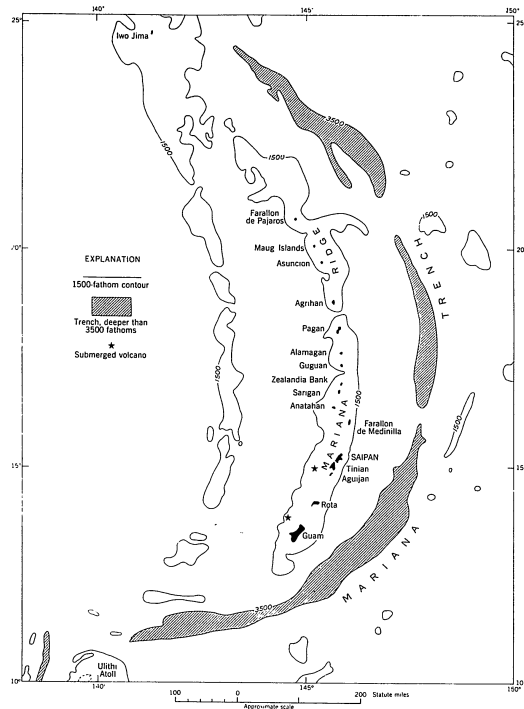 140°
145°
150°
25°
25
Iwo Jima
3500
1500
1500
1500
Farallon
de Pajaros
Maug Islands
Asuncion
RIDGE
TRENCH
20°
20
EXPLANATION
1500-fathom contour
Trench, deeper than
3500 fathoms
Submerged volcano
Agrihan
Pagan
Alamagan
Guguan
Zealandia Bank
Sarigan
Anatahan
1500
1500
1500
MARIANA
Farallon
de Medinilla
SAIPAN
Tinian
Aguijan
15°
15
Rota
Guam
MARIANA
3500
Ulithi
Atoll
10°
10
140°
145°
150°
100
0
200 Statute miles
Approximate scale